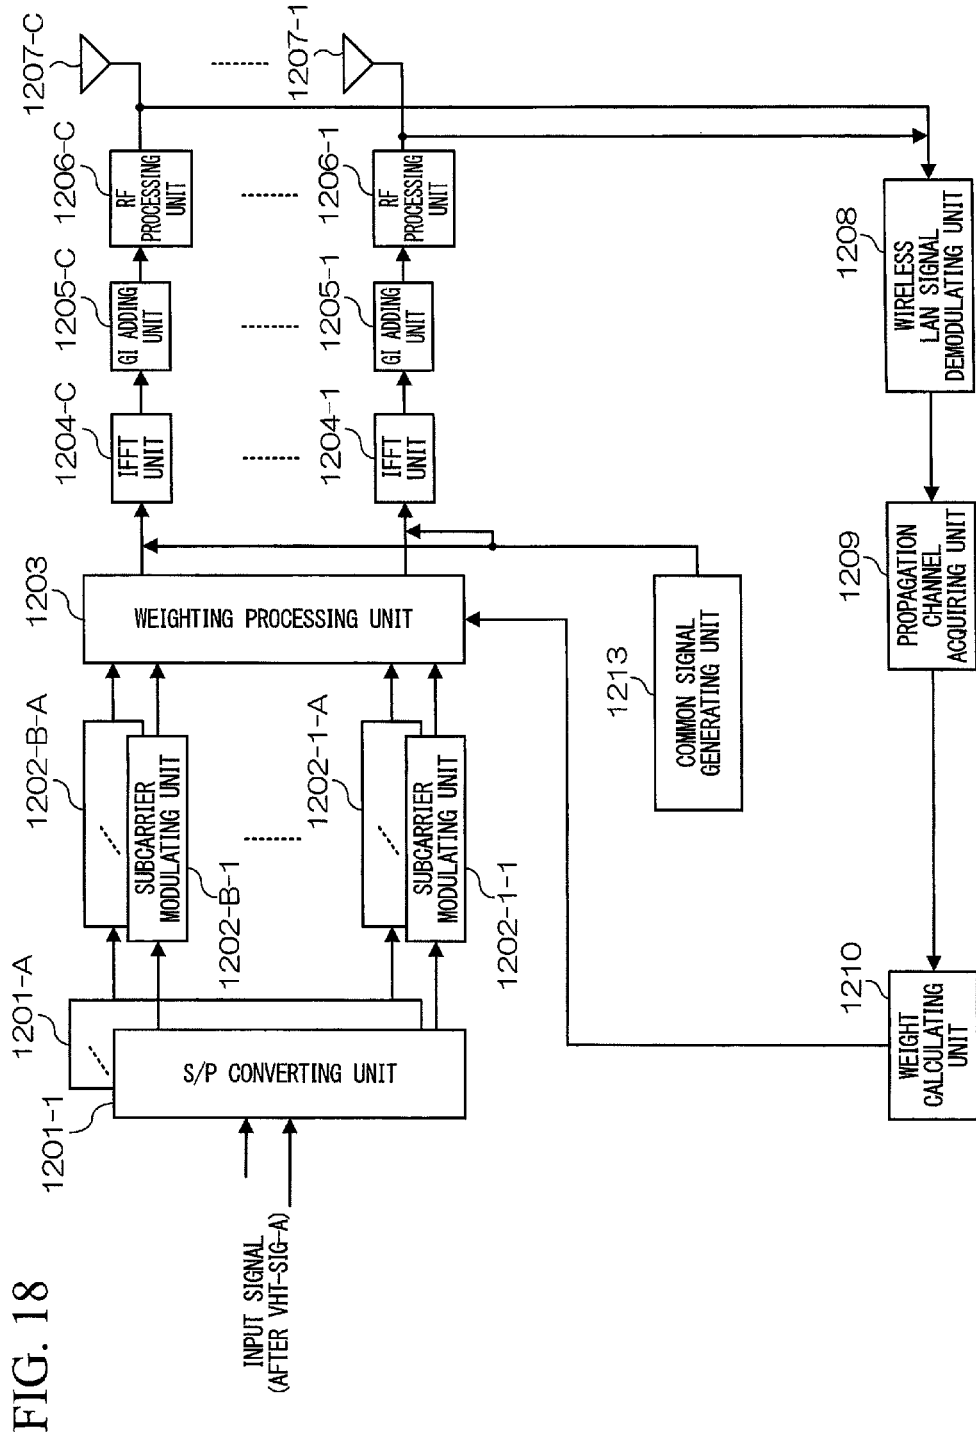 FIG. 18
INPUT SIGNAL
(AFTER VHT-SIG-A)
1201-1
1201-A
S/P CONVERTING UNIT
1202-B-A
SUBCARRIER
MODULATING UNIT
1202-B-1
1202-1-A
SUBCARRIER
MODULATING UNIT
1202-1-1
1203
WEIGHTING PROCESSING UNIT
1204-C
IFFT
UNIT
1205-C
GI ADDING
UNIT
1206-C
RF
PROCESSING
UNIT
1207-C
1204-1
IFFT
UNIT
1205-1
GI ADDING
UNIT
1206-1
RF
PROCESSING
UNIT
1207-1
1213
COMMON SIGNAL
GENERATING UNIT
1210
WEIGHT
CALCULATING
UNIT
1209
PROPAGATION
CHANNEL
ACQUIRING UNIT
1208
WIRELESS
LAN SIGNAL
DEMODULATING UNIT